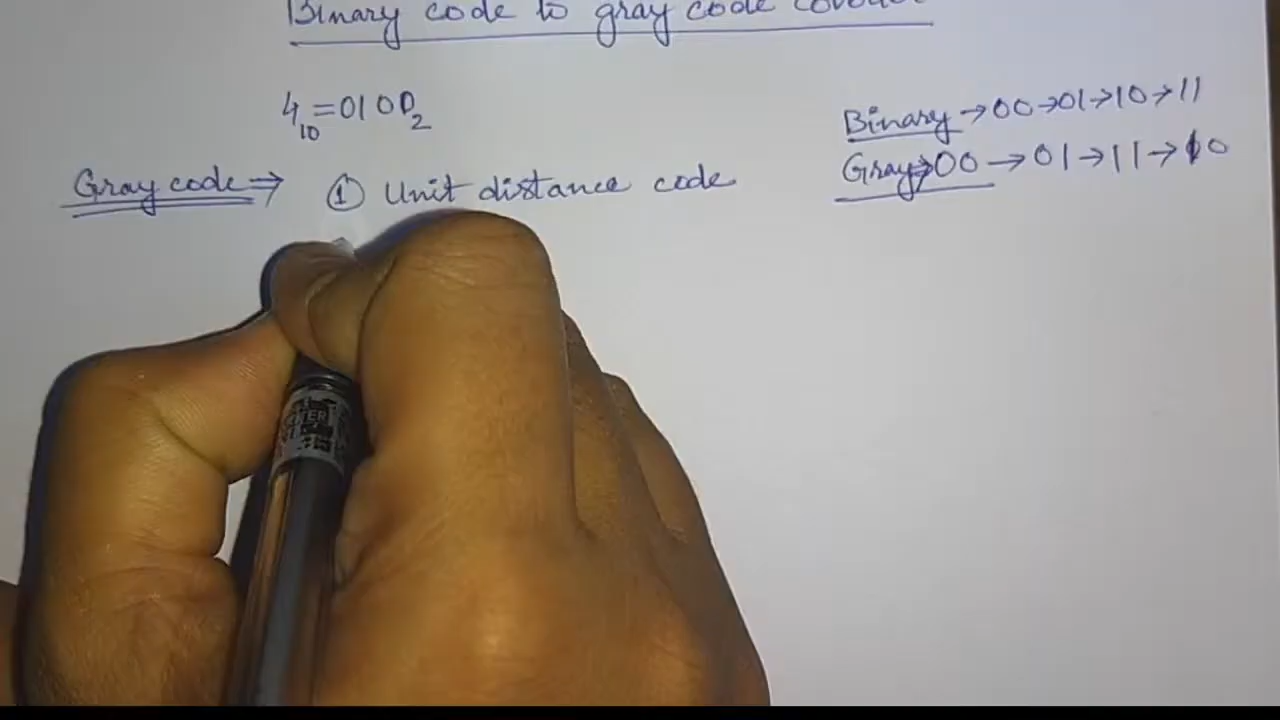 Binary code to gray code
4₁₀=0100₂
Binary →00→01→10→11
Gray→00→01→11→10
Gray code⇒ ① Unit distance code